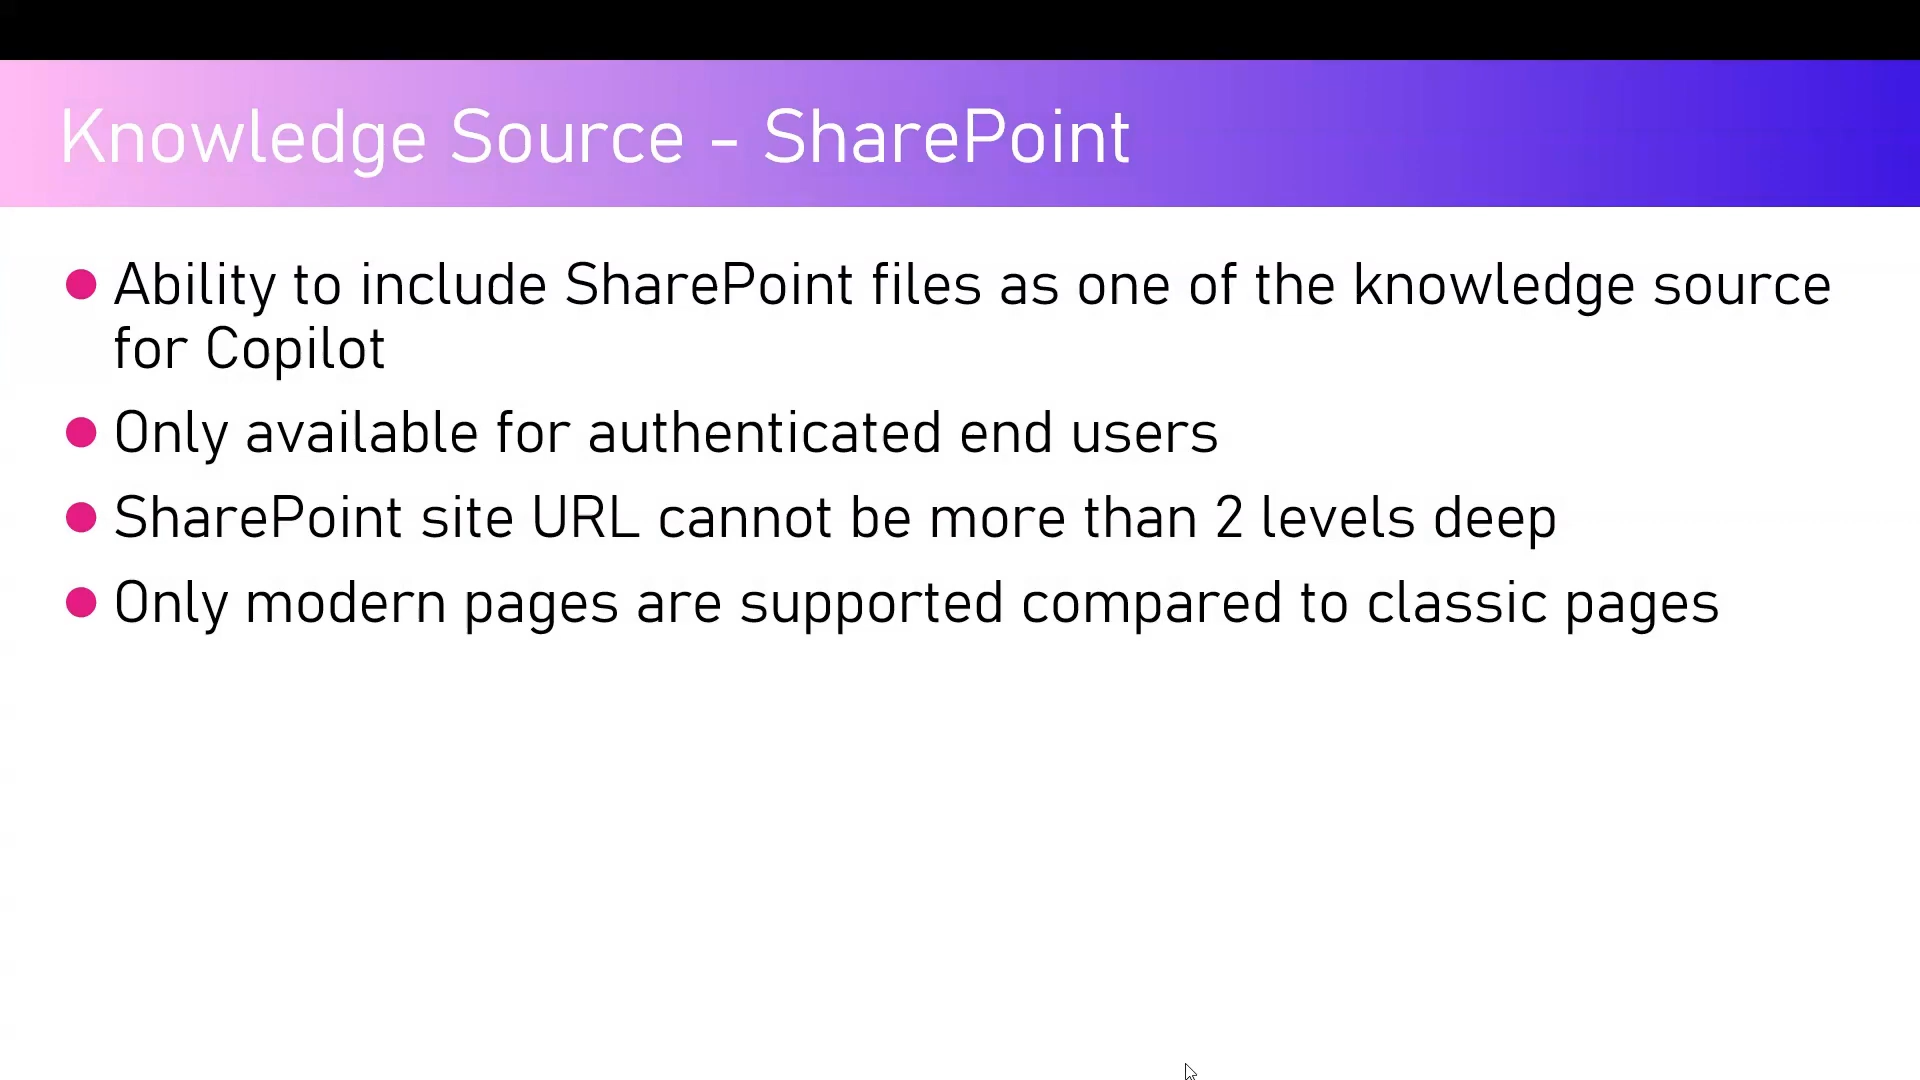 Knowledge Source - SharePoint
Ability to include SharePoint files as one of the knowledge source
for Copilot
Only available for authenticated end users
SharePoint site URL cannot be more than 2 levels deep
Only modern pages are supported compared to classic pages